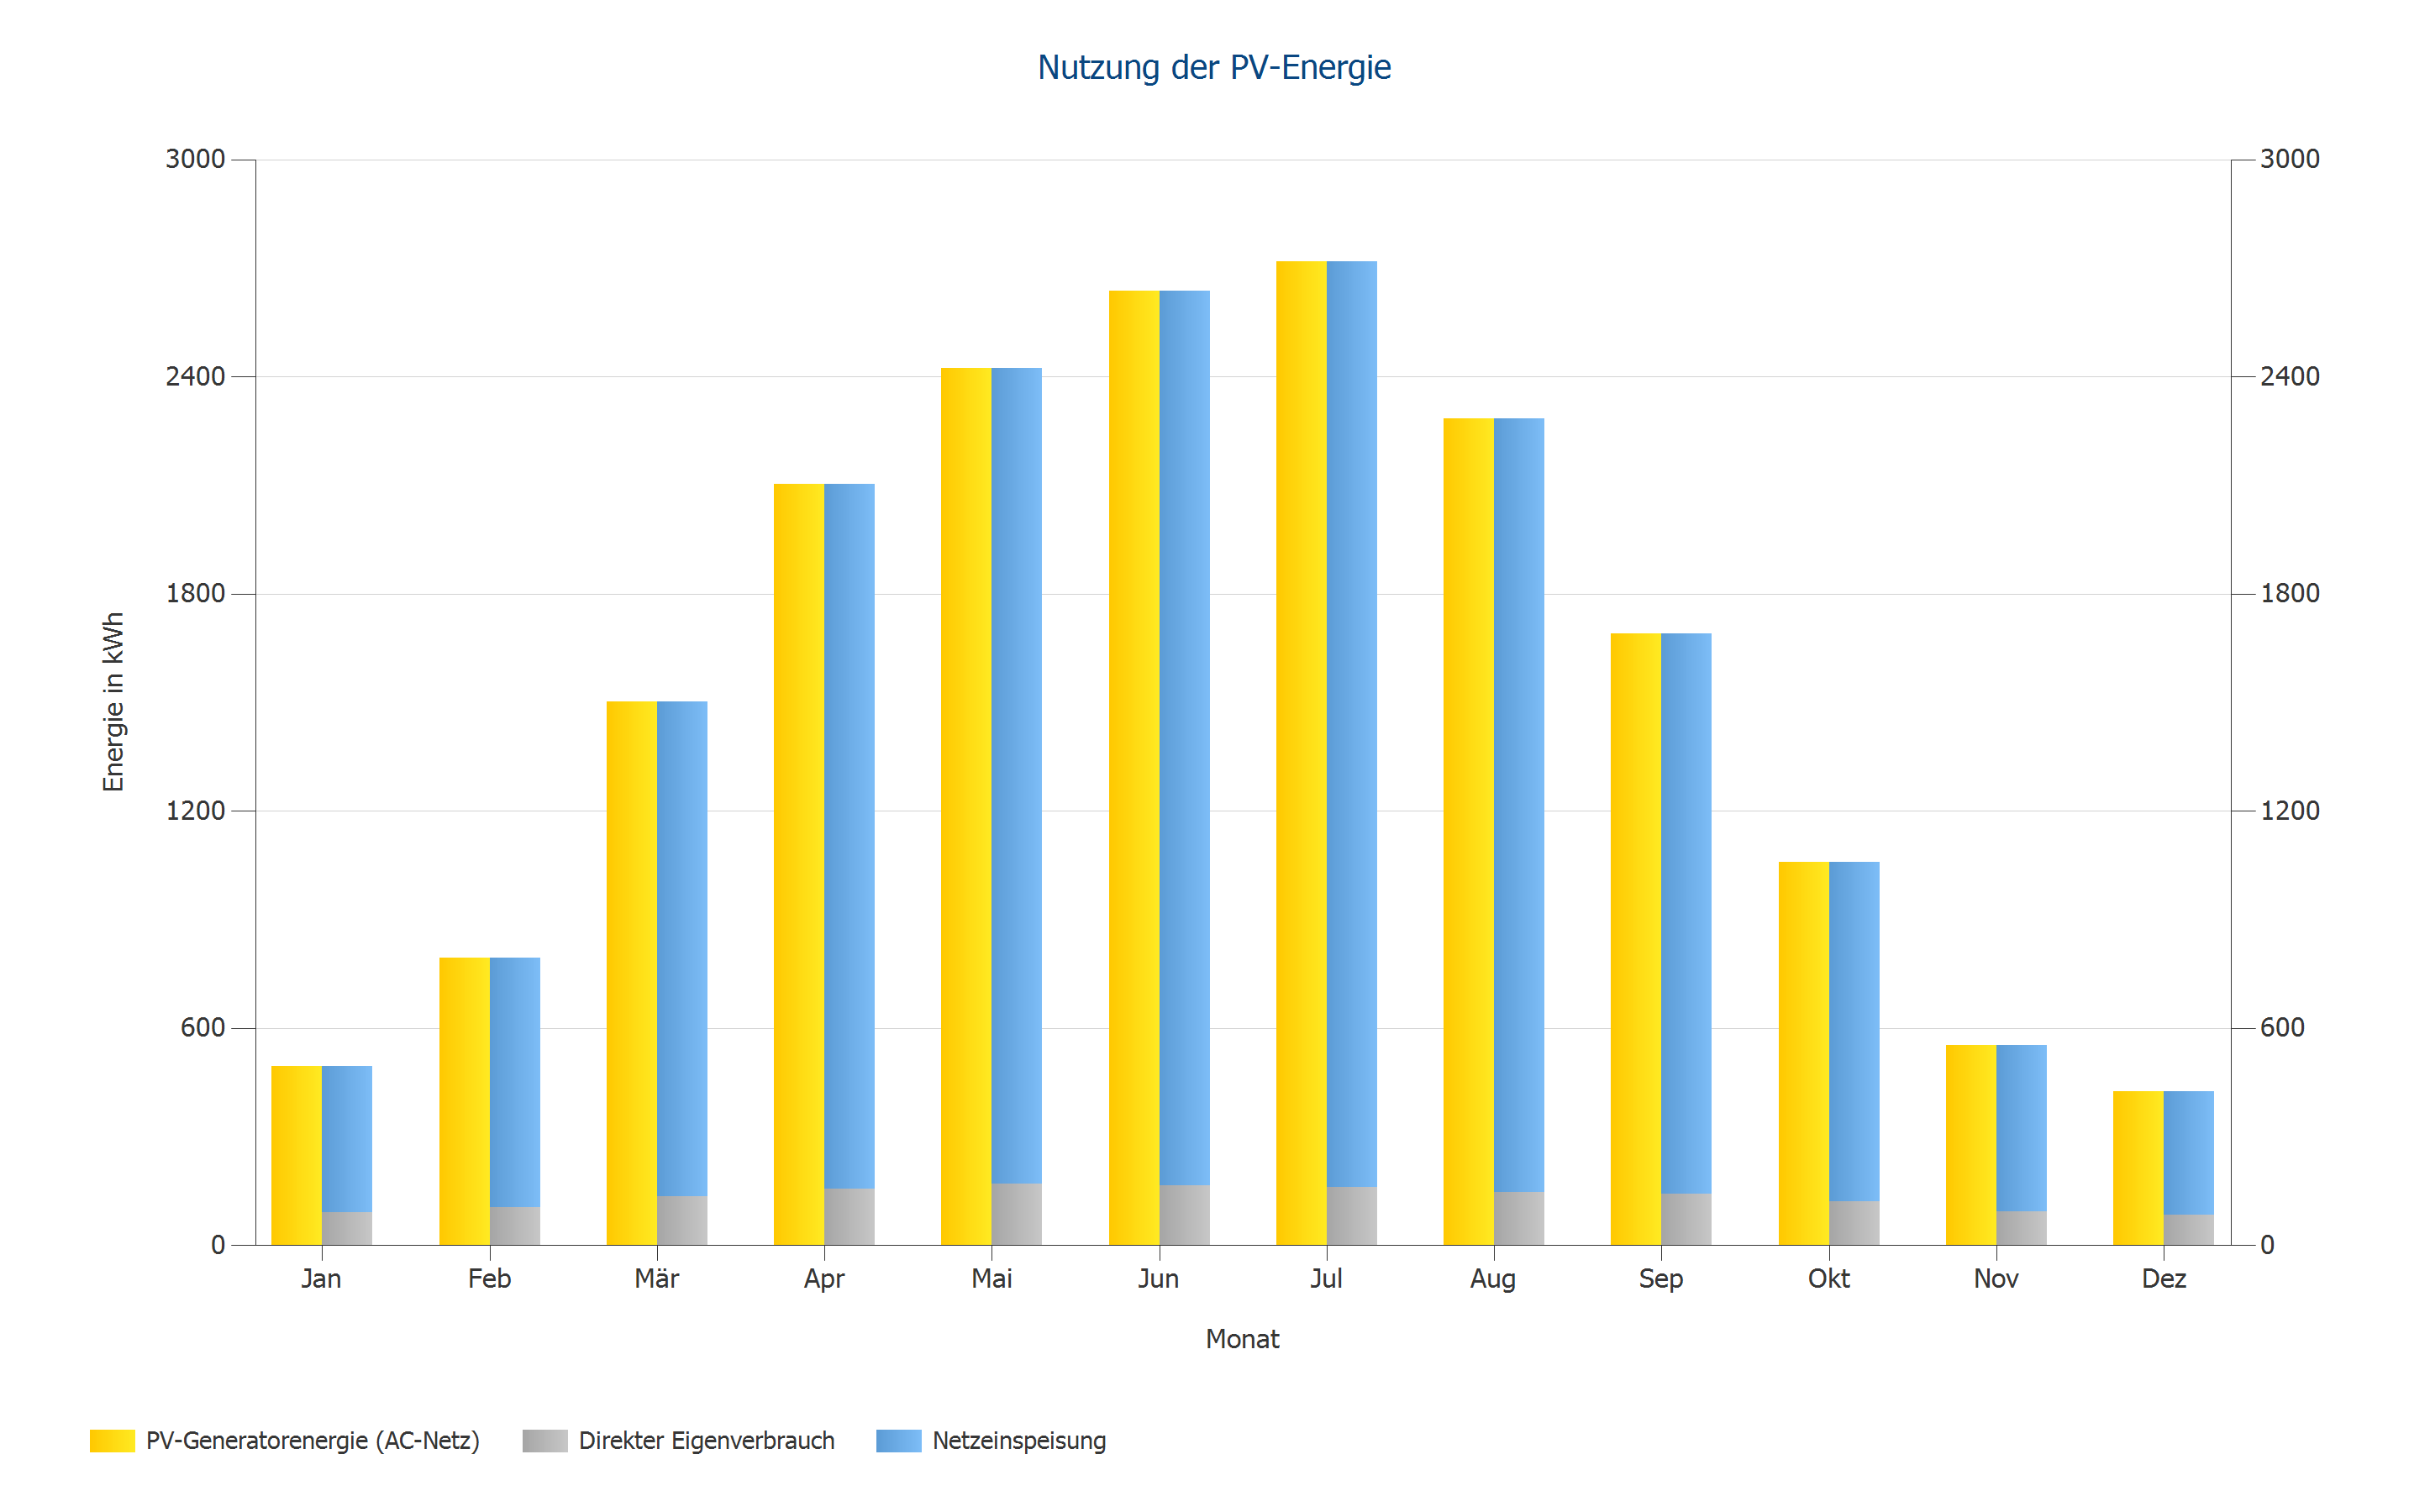 Nutzung der PV-Energie
3000 3000
2400 2400
1800 1800
1200 1200
600 600
0 0
Energie in kWh
Jan Feb Mär Apr Mai Jun Jul Aug Sep Okt Nov Dez
Monat
PV-Generatorenergie (AC-Netz) Direkter Eigenverbrauch Netzeinspeisung